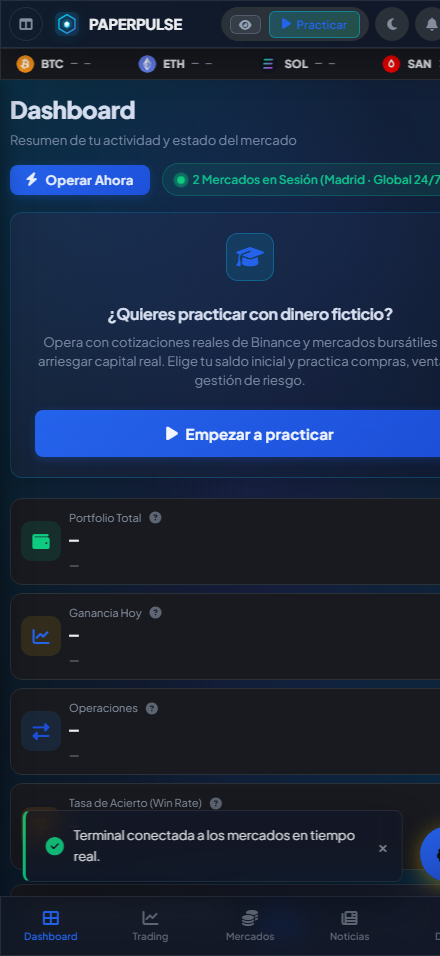 PAPERPULSE
Practicar
BTC – –
ETH – –
SOL – –
SAN
Dashboard
Resumen de tu actividad y estado del mercado
Operar Ahora
2 Mercados en Sesión (Madrid · Global 24/7
¿Quieres practicar con dinero ficticio?
Opera con cotizaciones reales de Binance y mercados bursátiles
arriesgar capital real. Elige tu saldo inicial y practica compras,
gestión de riesgo.
Empezar a practicar
Portfolio Total ?
–
–
Ganancia Hoy ?
–
–
Operaciones ?
–
–
Tasa de Acierto (Win Rate) ?
Terminal conectada a los mercados en tiempo
real.
×
Dashboard
Trading
Mercados
Noticias